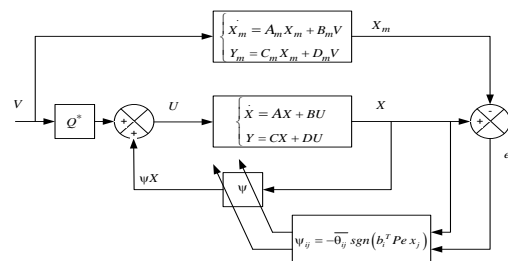 Ẋₘ = AₘXₘ + BₘV
Yₘ = CₘXₘ + DₘV
Xₘ
V
Q*
+
+
U
Ẋ = AX + BU
Y = CX + DU
X
-
+
e
ψX
ψ
ψᵢⱼ = −θ̅ᵢⱼ sgn(bᵢᵀ Pe xⱼ)